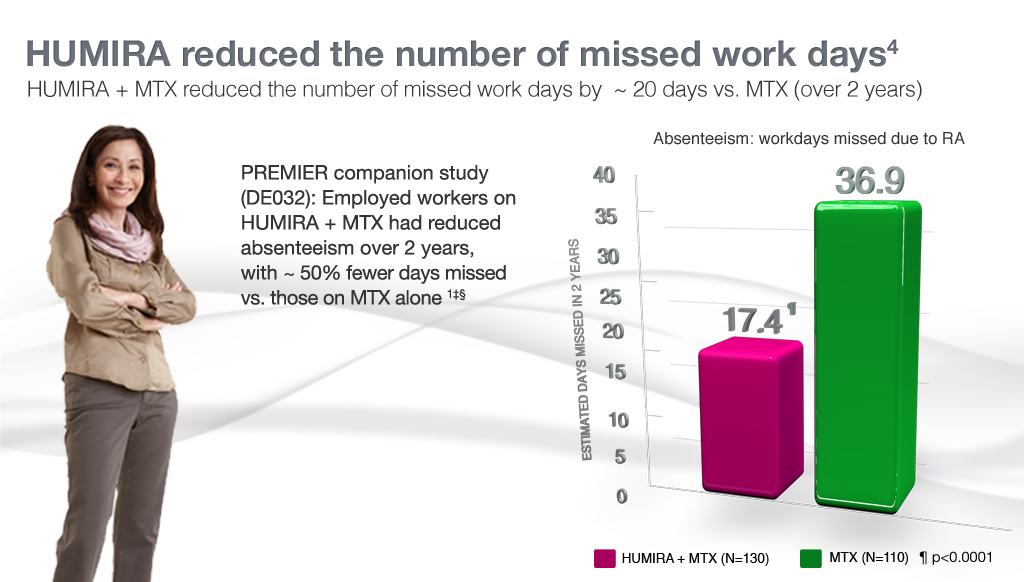 HUMIRA reduced the number of missed work days4
HUMIRA + MTX reduced the number of missed work days by ~ 20 days vs. MTX (over 2 years)
PREMIER companion study
(DE032): Employed workers on
HUMIRA + MTX had reduced
absenteeism over 2 years,
with ~ 50% fewer days missed
vs. those on MTX alone 1‡§
Absenteeism: workdays missed due to RA
ESTIMATED DAYS MISSED IN 2 YEARS
40
35
30
25
20
15
10
5
0
17.4¶
36.9
HUMIRA + MTX (N=130)
MTX (N=110) ¶ p<0.0001